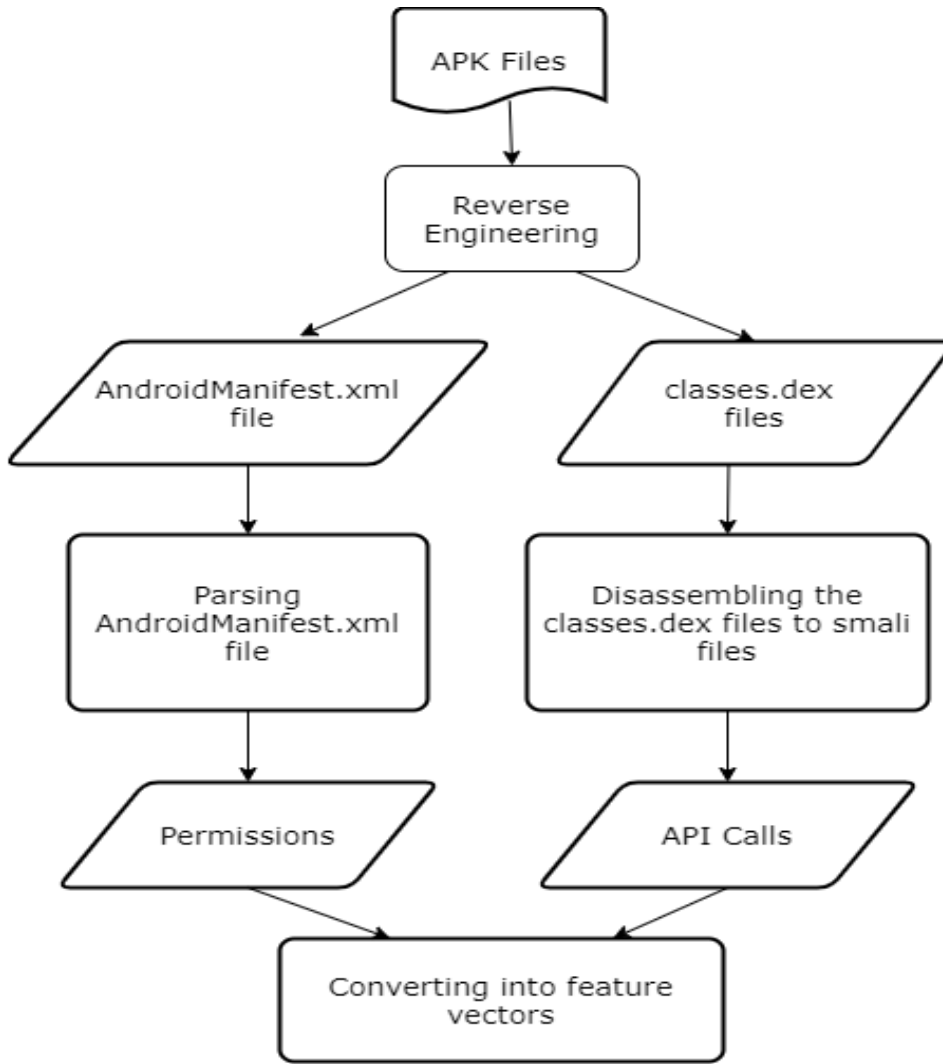 APK Files
Reverse
Engineering
AndroidManifest.xml
file
classes.dex
files
Parsing
AndroidManifest.xml
file
Disassembling the
classes.dex files to smali
files
Permissions
API Calls
Converting into feature
vectors